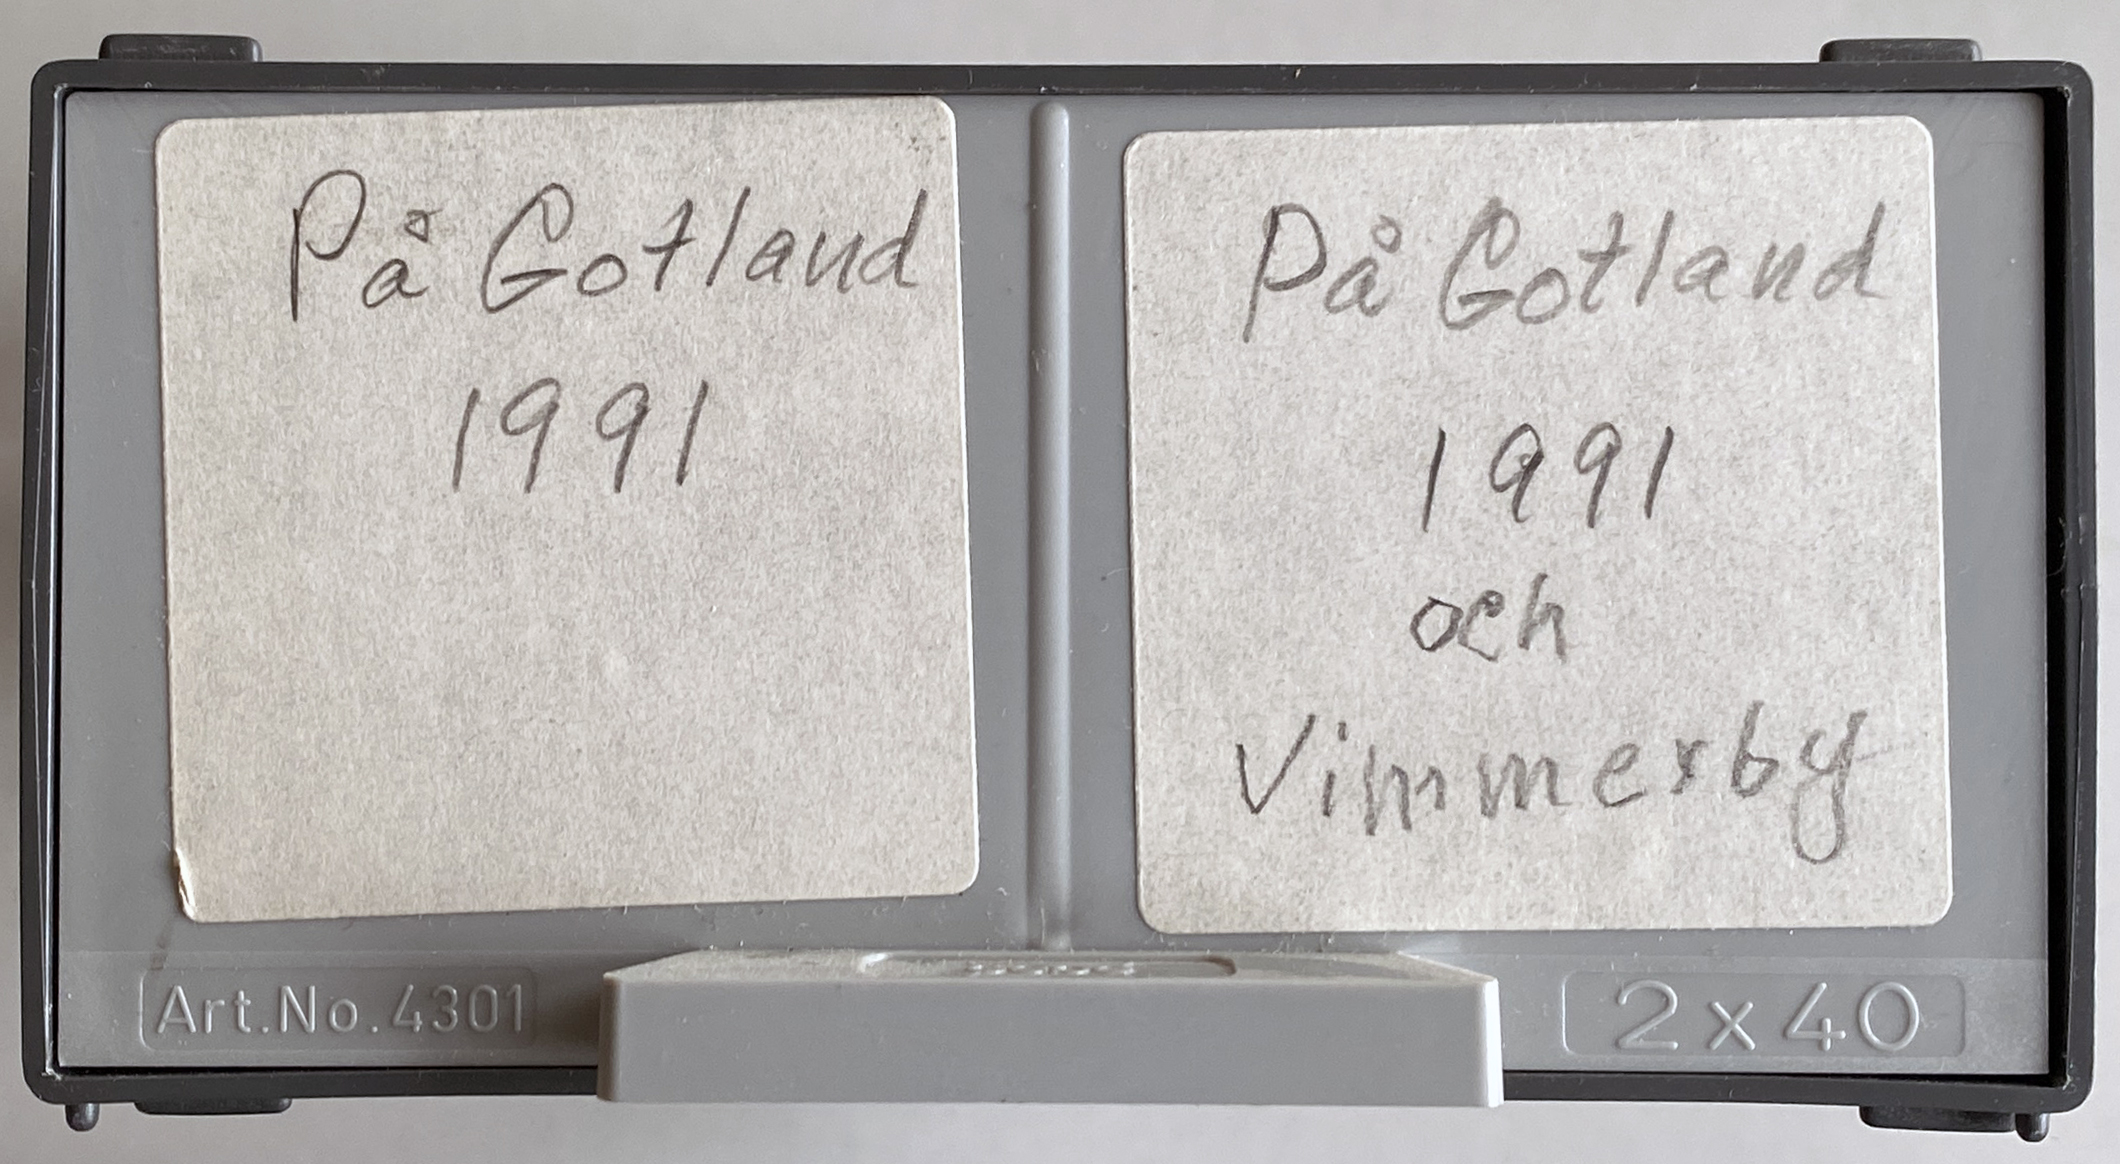 På Gotland
1991
På Gotland
1991
och
Vimmerby
Art.No.4301
2x40